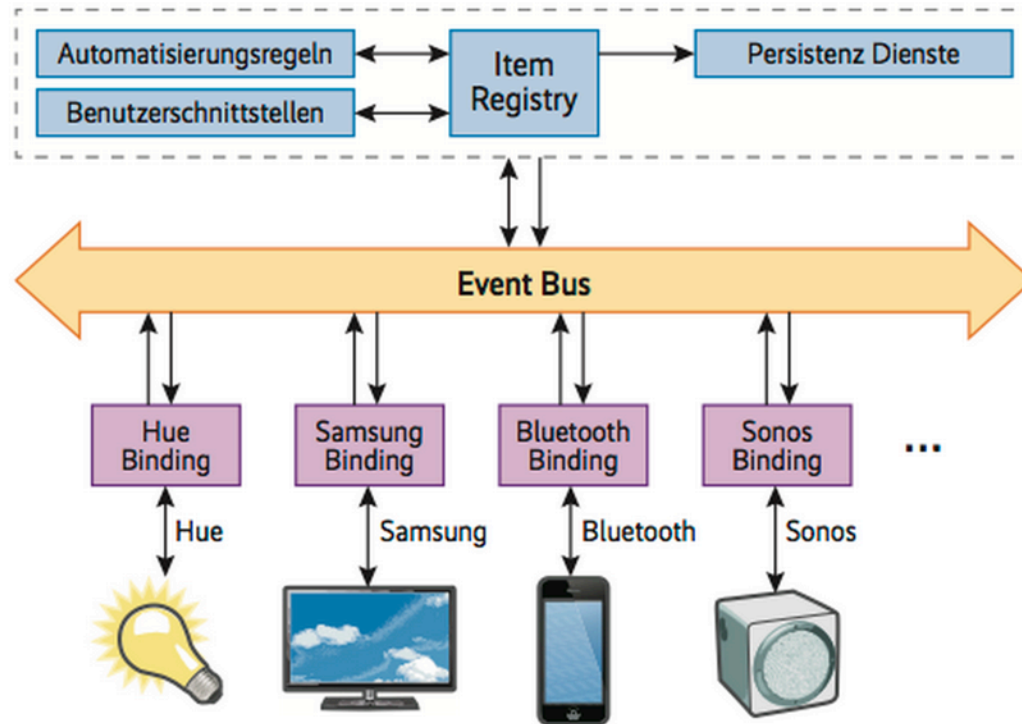 Automatisierungsregeln
Benutzerschnittstellen
Item
Registry
Persistenz Dienste
Event Bus
Hue
Binding
Samsung
Binding
Bluetooth
Binding
Sonos
Binding
...
Hue
Samsung
Bluetooth
Sonos